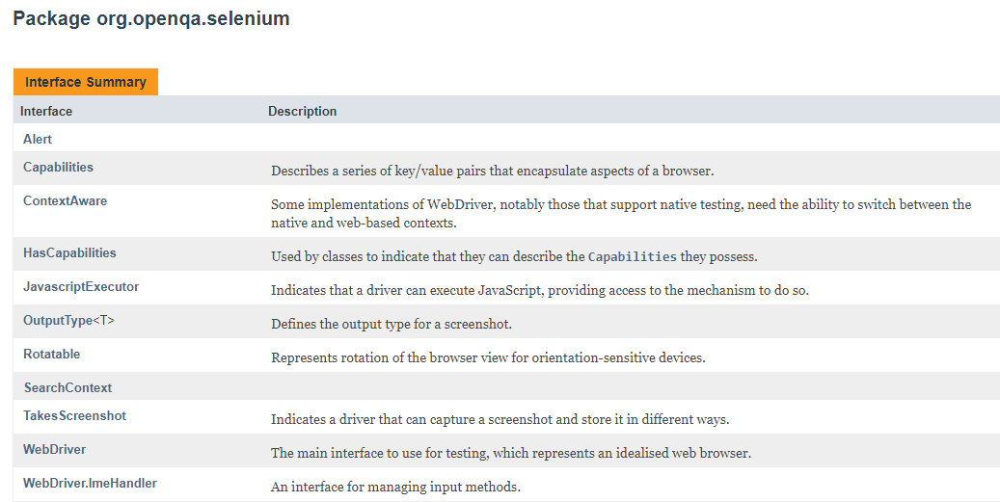 Package org.openqa.selenium
Interface Summary
Interface Description
Alert
Capabilities Describes a series of key/value pairs that encapsulate aspects of a browser.
ContextAware Some implementations of WebDriver, notably those that support native testing, need the ability to switch between the
native and web-based contexts.
HasCapabilities Used by classes to indicate that they can describe the Capabilities they possess.
JavascriptExecutor Indicates that a driver can execute JavaScript, providing access to the mechanism to do so.
OutputType<T> Defines the output type for a screenshot.
Rotatable Represents rotation of the browser view for orientation-sensitive devices.
SearchContext
TakesScreenshot Indicates a driver that can capture a screenshot and store it in different ways.
WebDriver The main interface to use for testing, which represents an idealised web browser.
WebDriver.ImeHandler An interface for managing input methods.